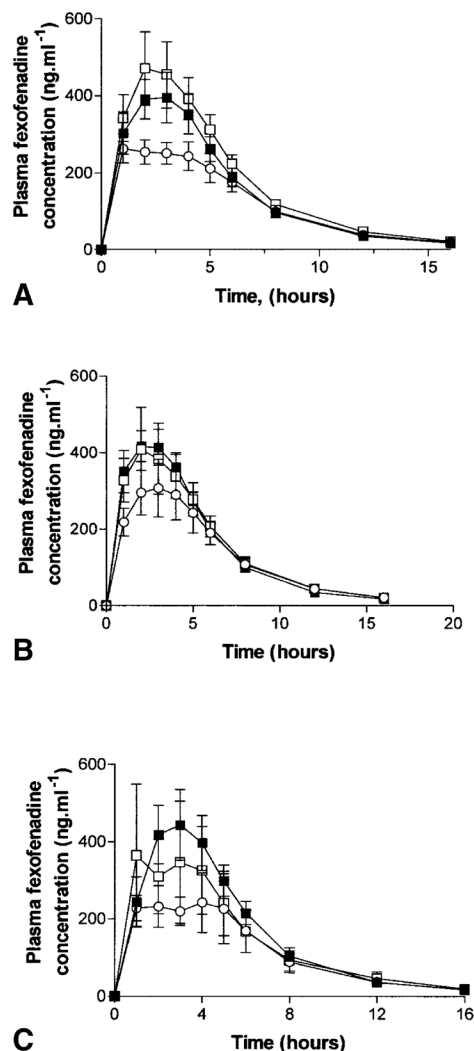 Plasma fexofenadine
concentration (ng.ml⁻¹)
600
400
200
0
0 5 10 15
Time, (hours)
A
Plasma fexofenadine
concentration (ng.ml⁻¹)
600
400
200
0
0 5 10 15 20
Time (hours)
B
Plasma fexofenadine
concentration (ng.ml⁻¹)
600
400
200
0
0 4 8 12 16
Time (hours)
C